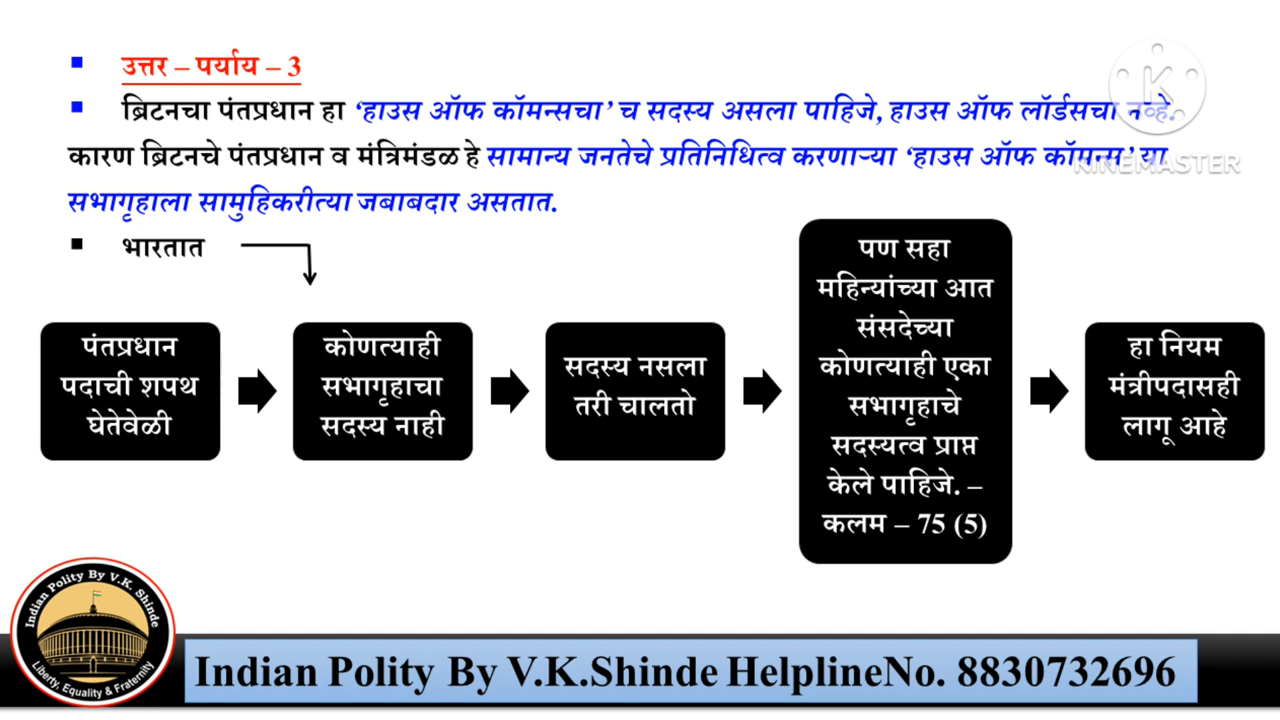 उत्तर – पर्याय – 3
ब्रिटनचा पंतप्रधान हा ‘हाउस ऑफ कॉमन्सचा’ च सदस्य असला पाहिजे, हाउस ऑफ लॉर्डसचा नव्हे.
कारण ब्रिटनचे पंतप्रधान व मंत्रिमंडळ हे सामान्य जनतेचे प्रतिनिधित्व करणाऱ्या ‘हाउस ऑफ कॉमन्स’ या
सभागृहाला सामुहिकरीत्या जबाबदार असतात.
K
KINEMASTER
भारतात
पंतप्रधान
पदाची शपथ
घेतेवेळी
कोणत्याही
सभागृहाचा
सदस्य नाही
सदस्य नसला
तरी चालतो
पण सहा
महिन्यांच्या आत
संसदेच्या
कोणत्याही एका
सभागृहाचे
सदस्यत्व प्राप्त
केले पाहिजे. –
कलम – 75 (5)
हा नियम
मंत्रीपदासही
लागू आहे
Indian Polity By V.K. Shinde
Liberty, Equality & Fraternity
Indian Polity By V.K.Shinde HelplineNo. 8830732696